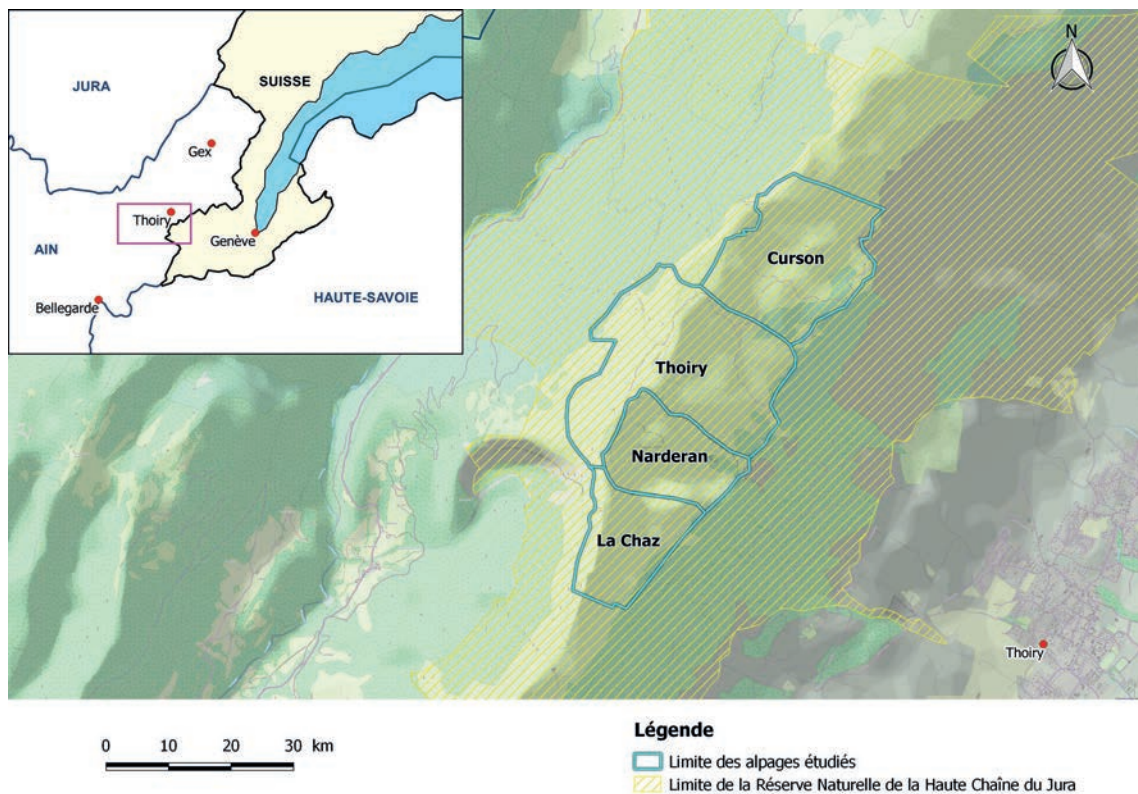 JURA
SUISSE
Gex
Thoiry
AIN
Genève
Bellegarde
HAUTE-SAVOIE
N
Curson
Thoiry
Narderan
La Chaz
Thoiry
0 10 20 30 km
Légende
Limite des alpages étudiés
Limite de la Réserve Naturelle de la Haute Chaîne du Jura